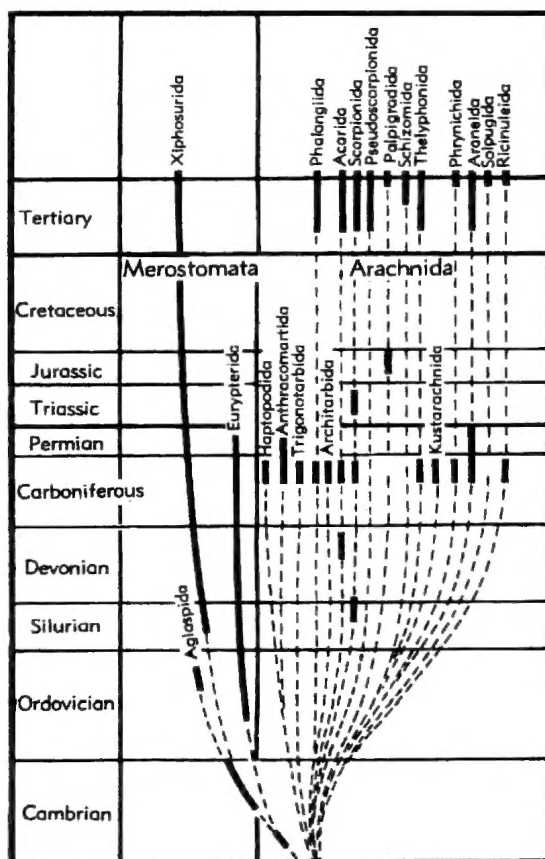 Xiphosurida
Phalangiida
Acarida
Scorpionida
Pseudoscorpionida
Palpigradida
Schizomida
Thelyphonida
Phrynichida
Araneida
Solpugida
Ricinuleida
Tertiary
Merostomata
Arachnida
Cretaceous
Jurassic
Triassic
Permian
Carboniferous
Eurypterida
Haptopodida
Anthracomartida
Trigonotarbida
Architarbida
Kustarachnida
Devonian
Silurian
Aglaspida
Ordovician
Cambrian